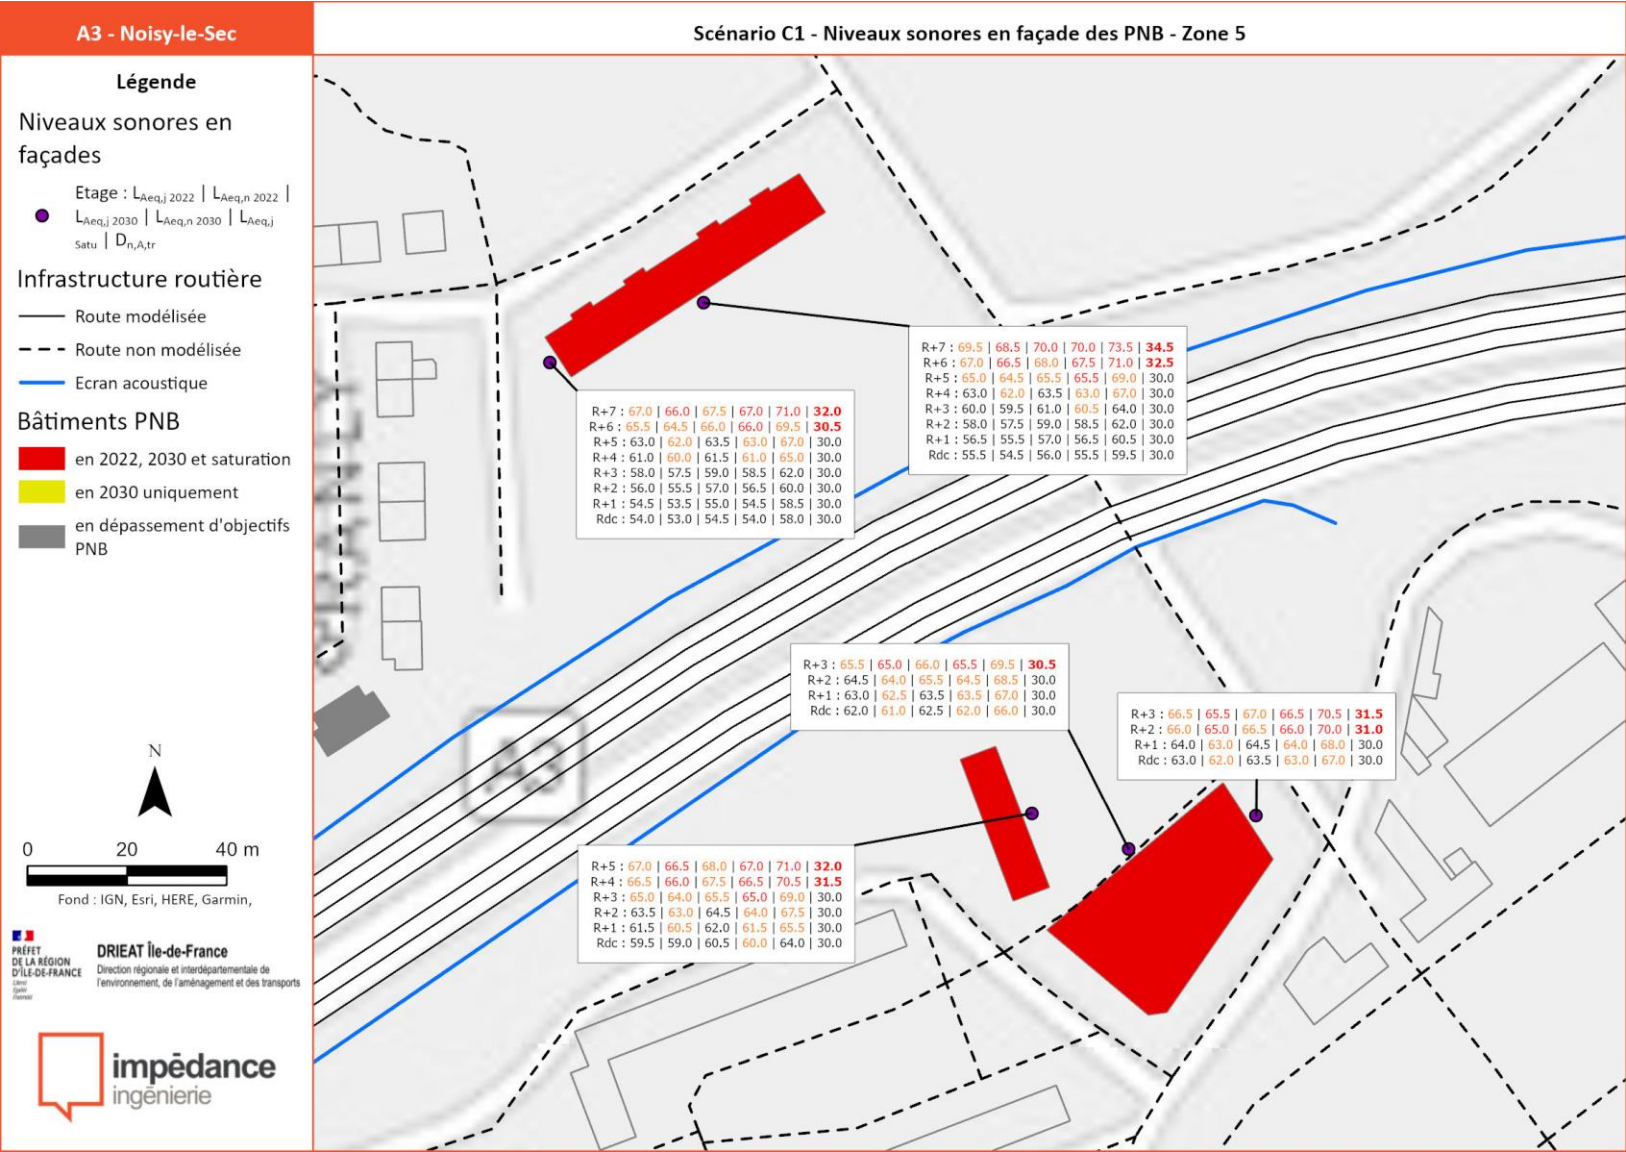 A3 - Noisy-le-Sec
Scénario C1 - Niveaux sonores en façade des PNB - Zone 5
Légende
Niveaux sonores en
façades
Etage : LAeq,j 2022 | LAeq,n 2022 |
LAeq,j 2030 | LAeq,n 2030 | LAeq,j
Satu | Dn,A,tr
Infrastructure routière
Route modélisée
Route non modélisée
Ecran acoustique
Bâtiments PNB
en 2022, 2030 et saturation
en 2030 uniquement
en dépassement d'objectifs
PNB
N
0 20 40 m
Fond : IGN, Esri, HERE, Garmin,
PRÉFET
DE LA RÉGION
D'ÎLE-DE-FRANCE
Liberté
Égalité
Fraternité
DRIEAT Île-de-France
Direction régionale et interdépartementale de
l'environnement, de l'aménagement et des transports
impédance
ingénierie
R+7 : 69.5 | 68.5 | 70.0 | 70.0 | 73.5 | 34.5
R+6 : 67.0 | 66.5 | 68.0 | 67.5 | 71.0 | 32.5
R+5 : 65.0 | 64.5 | 65.5 | 65.5 | 69.0 | 30.0
R+4 : 63.0 | 62.0 | 63.5 | 63.0 | 67.0 | 30.0
R+3 : 60.0 | 59.5 | 61.0 | 60.5 | 64.0 | 30.0
R+2 : 58.0 | 57.5 | 59.0 | 58.5 | 62.0 | 30.0
R+1 : 56.5 | 55.5 | 57.0 | 56.5 | 60.5 | 30.0
Rdc : 55.5 | 54.5 | 56.0 | 55.5 | 59.5 | 30.0
R+7 : 67.0 | 66.0 | 67.5 | 67.0 | 71.0 | 32.0
R+6 : 65.5 | 64.5 | 66.0 | 66.0 | 69.5 | 30.5
R+5 : 63.0 | 62.0 | 63.5 | 63.0 | 67.0 | 30.0
R+4 : 61.0 | 60.0 | 61.5 | 61.0 | 65.0 | 30.0
R+3 : 58.0 | 57.5 | 59.0 | 58.5 | 62.0 | 30.0
R+2 : 56.0 | 55.5 | 57.0 | 56.5 | 60.0 | 30.0
R+1 : 54.5 | 53.5 | 55.0 | 54.5 | 58.5 | 30.0
Rdc : 54.0 | 53.0 | 54.5 | 54.0 | 58.0 | 30.0
R+3 : 65.5 | 65.0 | 66.0 | 65.5 | 69.5 | 30.5
R+2 : 64.5 | 64.0 | 65.5 | 64.5 | 68.5 | 30.0
R+1 : 63.0 | 62.5 | 63.5 | 63.5 | 67.0 | 30.0
Rdc : 62.0 | 61.0 | 62.5 | 62.0 | 66.0 | 30.0
R+3 : 66.5 | 65.5 | 67.0 | 66.5 | 70.5 | 31.5
R+2 : 66.0 | 65.0 | 66.5 | 66.0 | 70.0 | 31.0
R+1 : 64.0 | 63.0 | 64.5 | 64.0 | 68.0 | 30.0
Rdc : 63.0 | 62.0 | 63.5 | 63.0 | 67.0 | 30.0
A3
R+5 : 67.0 | 66.5 | 68.0 | 67.0 | 71.0 | 32.0
R+4 : 66.5 | 66.0 | 67.5 | 66.5 | 70.5 | 31.5
R+3 : 65.0 | 64.0 | 65.5 | 65.0 | 69.0 | 30.0
R+2 : 63.5 | 63.0 | 64.5 | 64.0 | 67.5 | 30.0
R+1 : 61.5 | 60.5 | 62.0 | 61.5 | 65.5 | 30.0
Rdc : 59.5 | 59.0 | 60.5 | 60.0 | 64.0 | 30.0